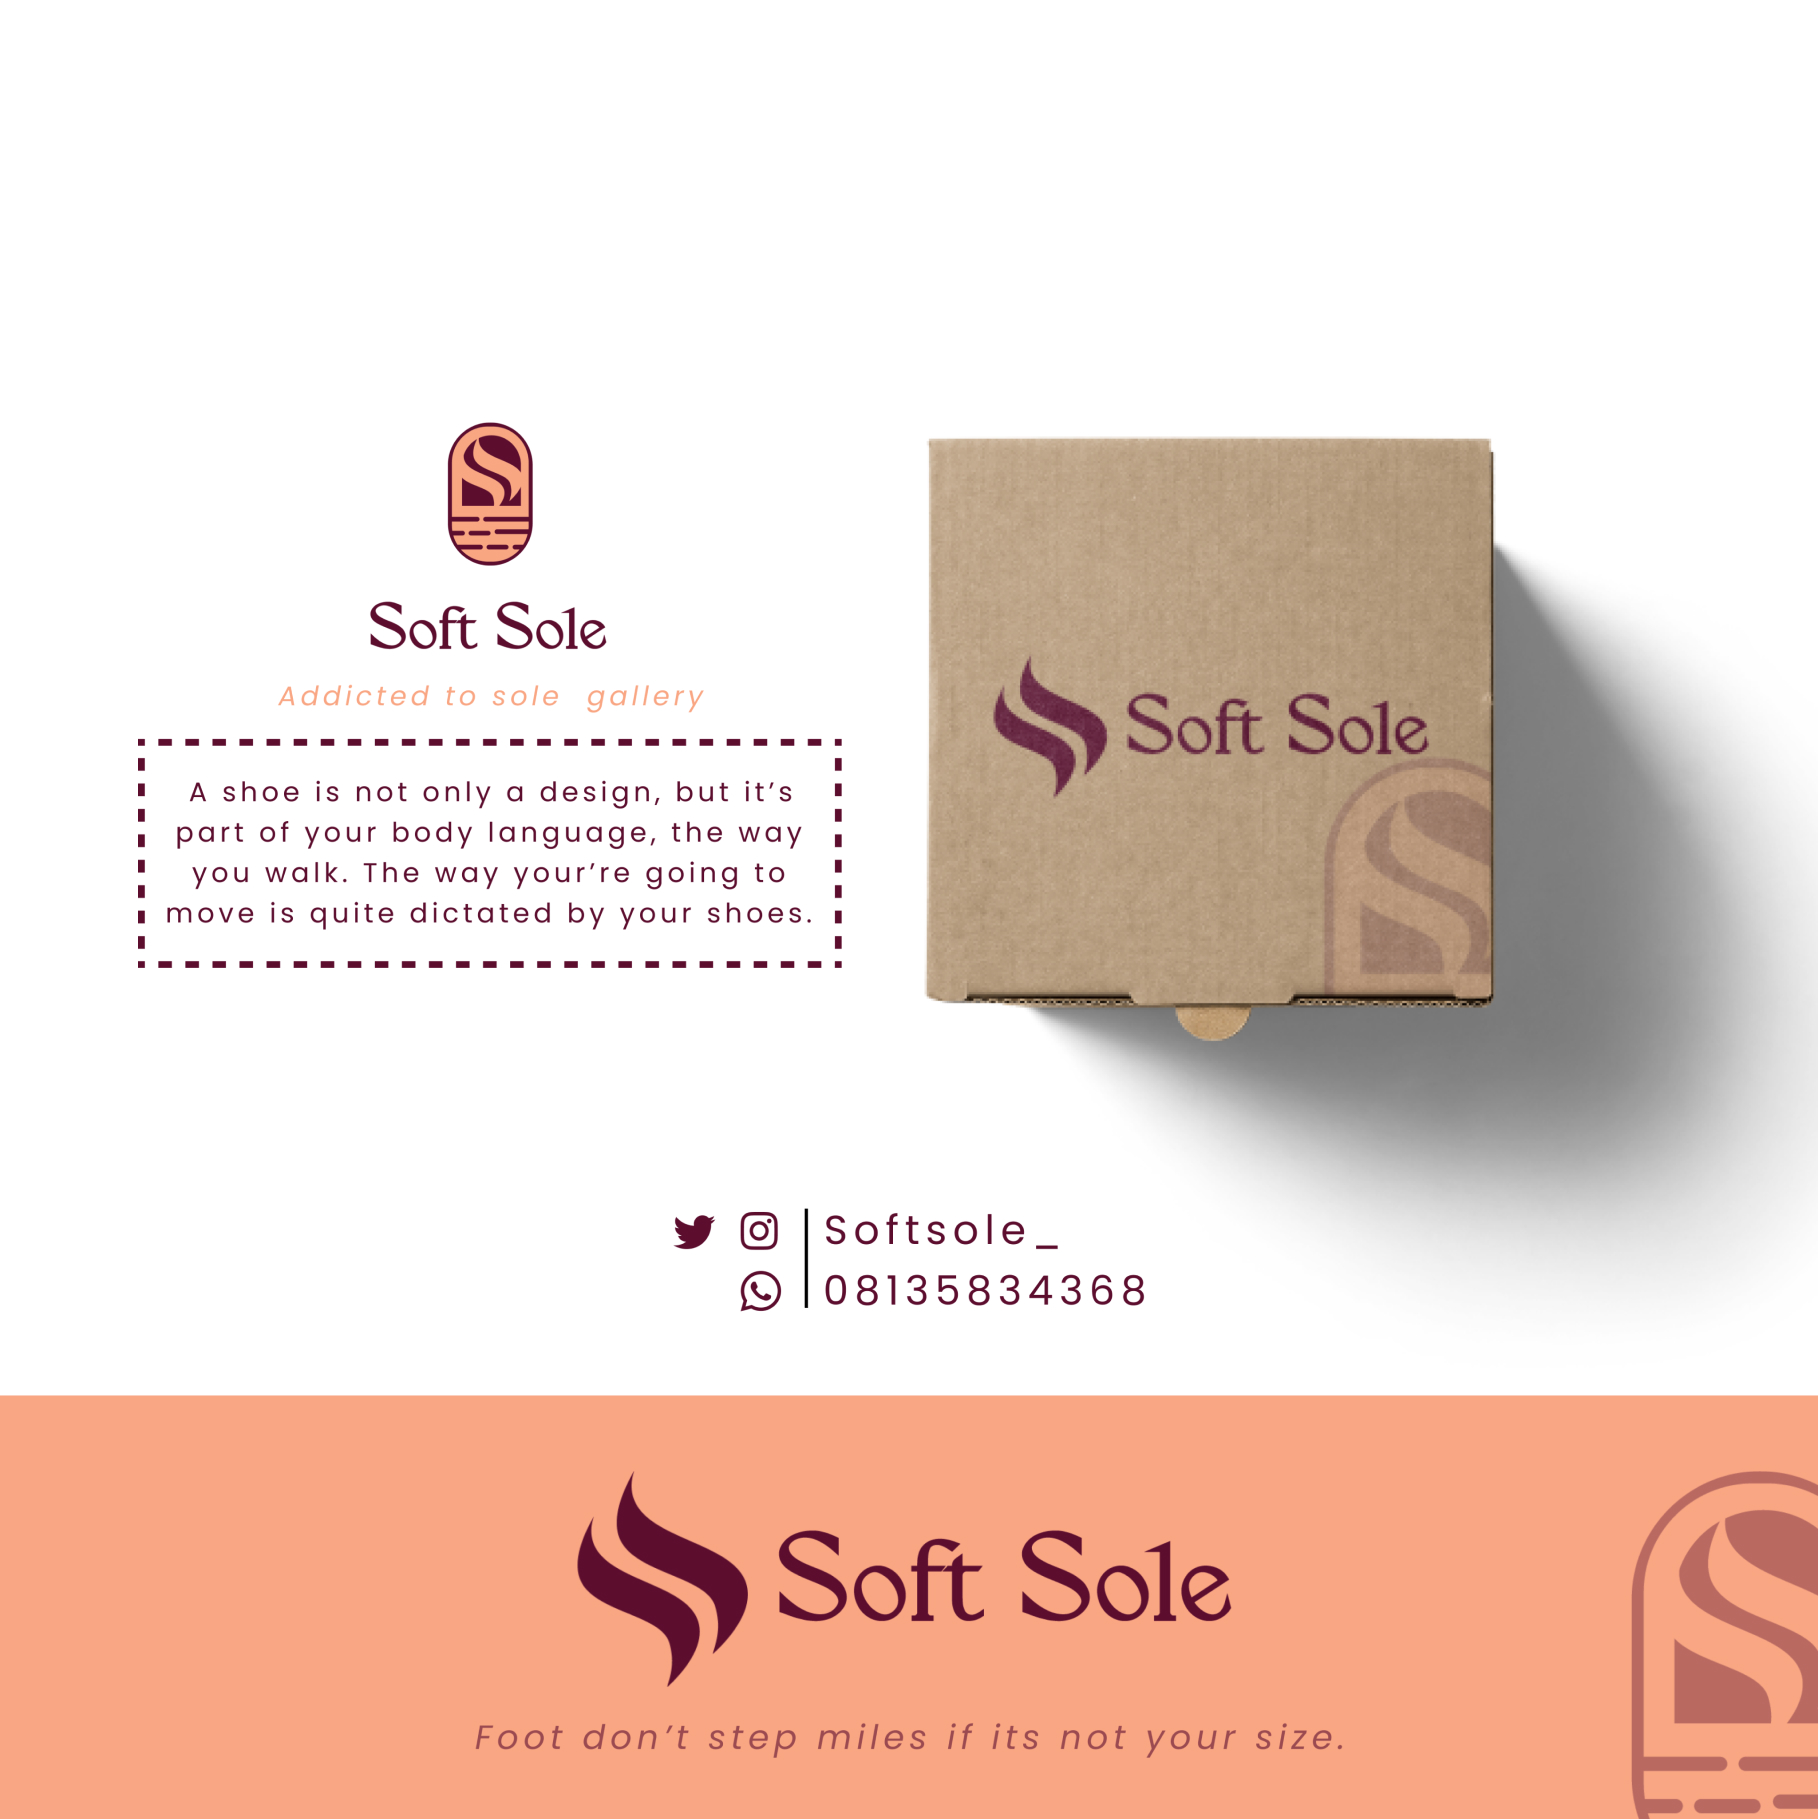 Soft Sole
Addicted to sole gallery
A shoe is not only a design, but it's
part of your body language, the way
you walk. The way your're going to
move is quite dictated by your shoes.
Soft Sole
Softsole_
08135834368
Soft Sole
Foot don't step miles if its not your size.